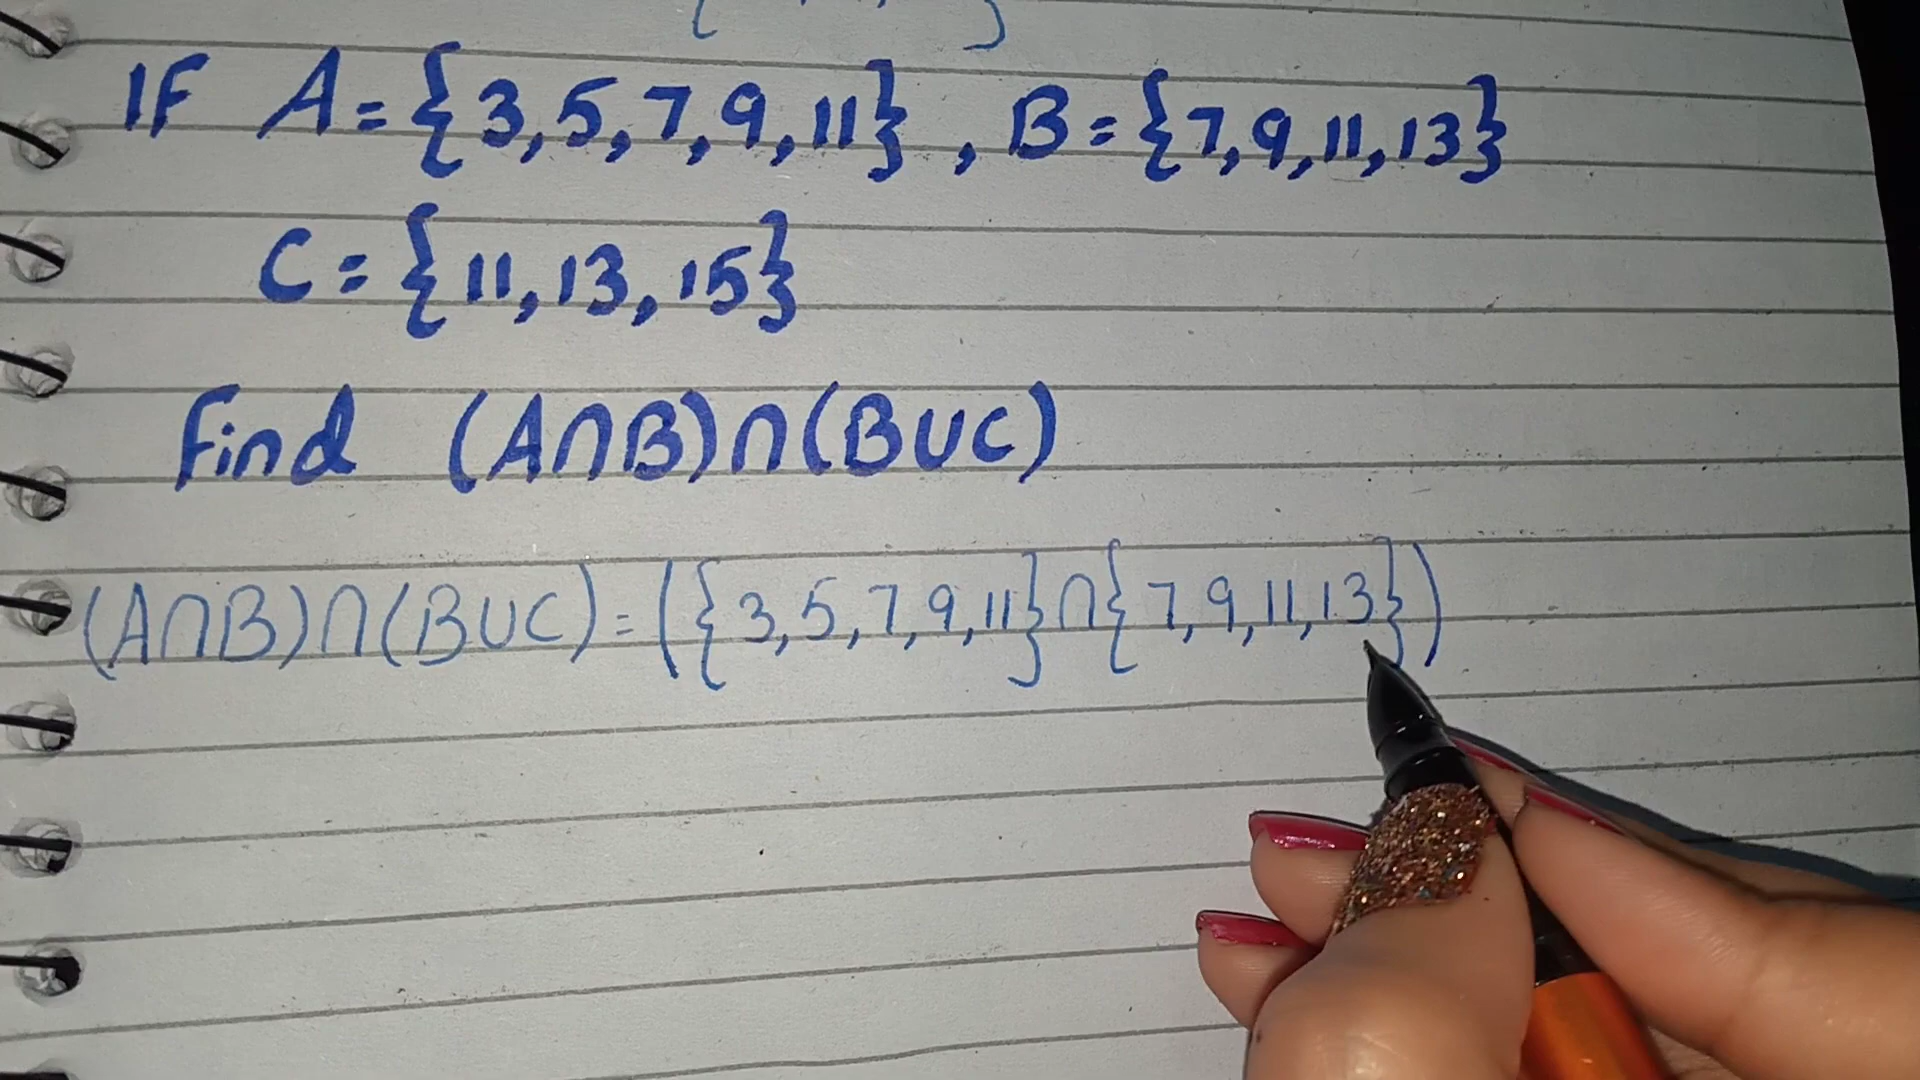 IF A = {3,5,7,9,11} , B = {7,9,11,13}
C = {11,13,15}
Find (A∩B)∩(B∪C)
(A∩B)∩(B∪C) = ({3,5,7,9,11}∩{7,9,11,13})